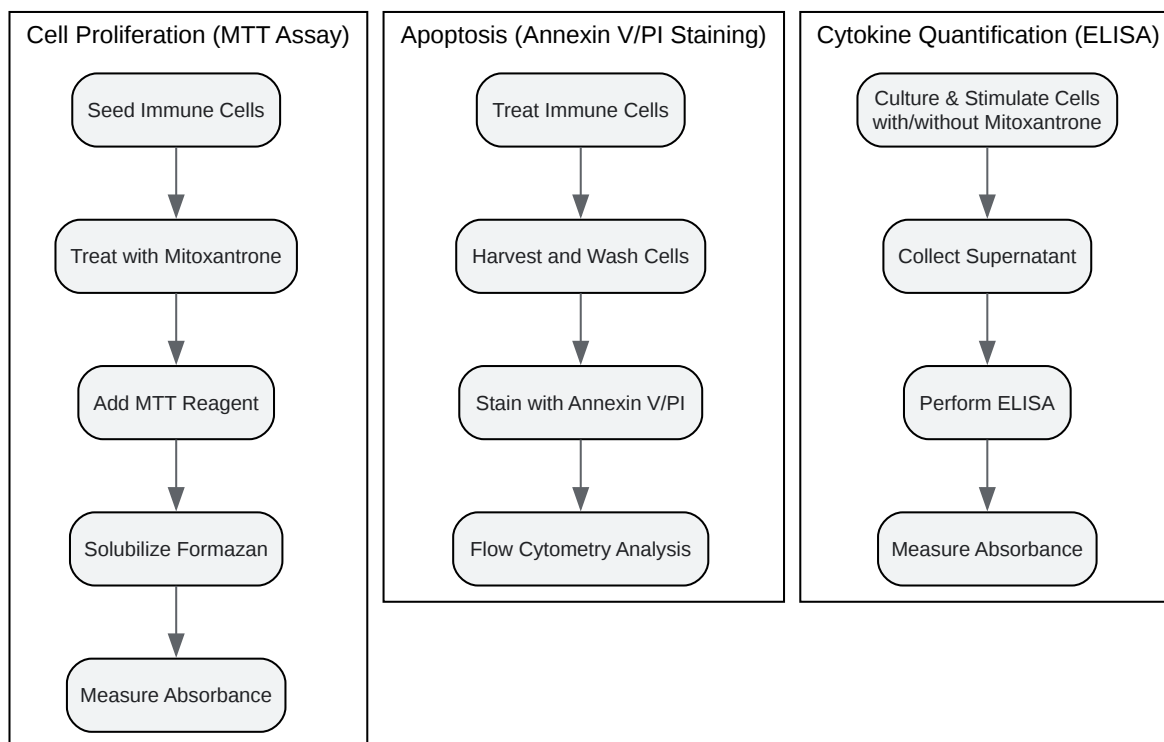 Cell Proliferation (MTT Assay)
Seed Immune Cells
Treat with Mitoxantrone
Add MTT Reagent
Solubilize Formazan
Measure Absorbance
Apoptosis (Annexin V/PI Staining)
Treat Immune Cells
Harvest and Wash Cells
Stain with Annexin V/PI
Flow Cytometry Analysis
Cytokine Quantification (ELISA)
Culture & Stimulate Cells
with/without Mitoxantrone
Collect Supernatant
Perform ELISA
Measure Absorbance